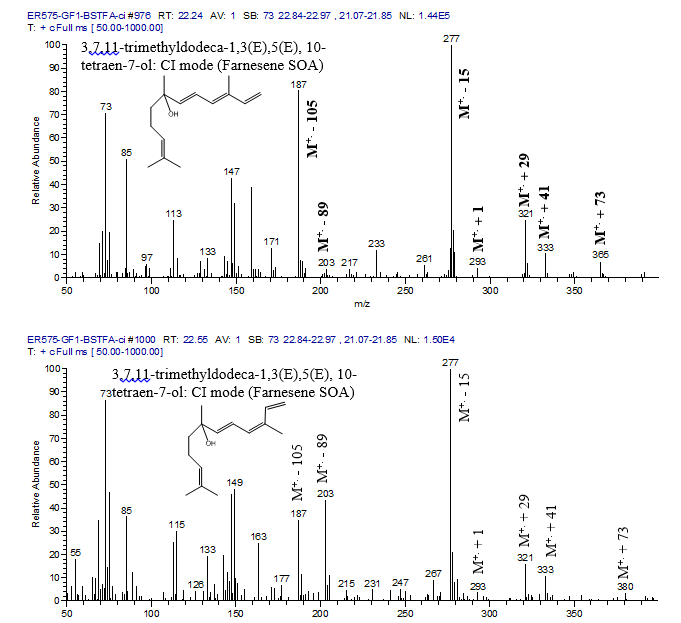 ER575-GF1-BSTFA-ci #976 RT: 22.24 AV: 1 SB: 73 22.84-22.97 , 21.07-21.85 NL: 1.44E5
T: + c Full ms [ 50.00-1000.00]
3,7,11-trimethyldodeca-1,3(E),5(E), 10-
tetraen-7-ol: CI mode (Farnesene SOA)
OH
Relative Abundance
100
90
80
70
60
50
40
30
20
10
0
73
85
97
113
133
147
171
187
203
217
233
261
277
293
321
333
365
M+· - 105
M+· - 89
M+· - 15
M+· + 1
M+· + 29
M+· + 41
M+· + 73
50
100
150
200
250
300
350
m/z
ER575-GF1-BSTFA-ci #1000 RT: 22.55 AV: 1 SB: 73 22.84-22.97 , 21.07-21.85 NL: 1.50E4
T: + c Full ms [ 50.00-1000.00]
3,7,11-trimethyldodeca-1,3(E),5(E), 10-
tetraen-7-ol: CI mode (Farnesene SOA)
OH
Relative Abundance
100
90
80
70
60
50
40
30
20
10
0
55
73
85
115
126
133
149
163
177
187
203
215
231
247
267
277
293
321
333
380
M+· - 105
M+· - 89
M+· - 15
M+· + 1
M+· + 29
M+· + 41
M+· + 73
50
100
150
200
250
300
350